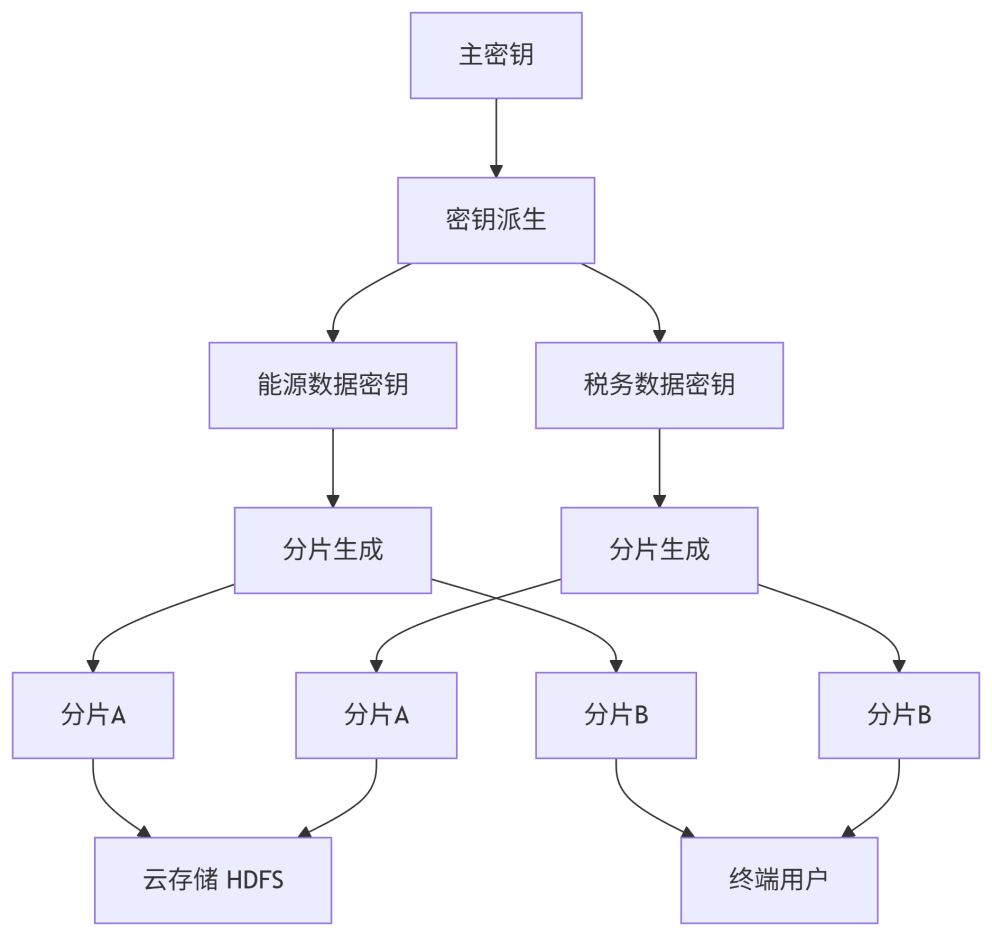 主密钥
密钥派生
能源数据密钥
税务数据密钥
分片生成
分片生成
分片A
分片A
分片B
分片B
云存储 HDFS
终端用户